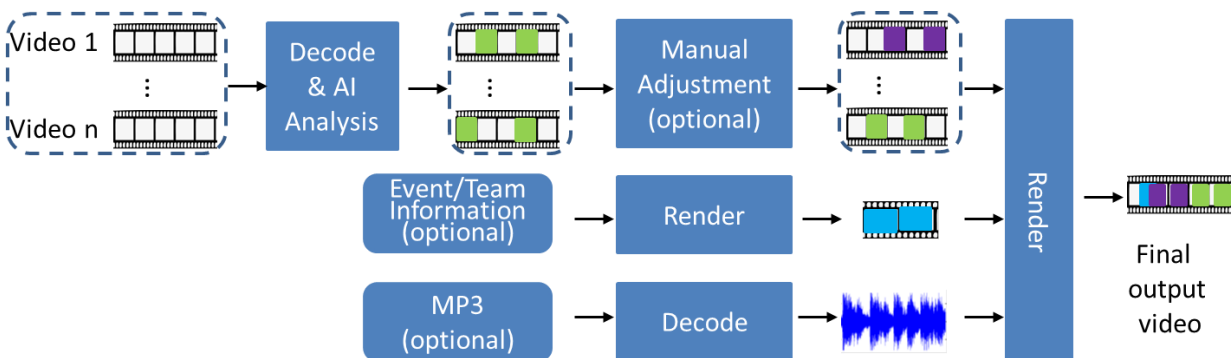 Video 1
⋮
Video n
Decode
& AI
Analysis
⋮
Manual
Adjustment
(optional)
⋮
Event/Team
Information
(optional)
Render
MP3
(optional)
Decode
Render
Final
output
video